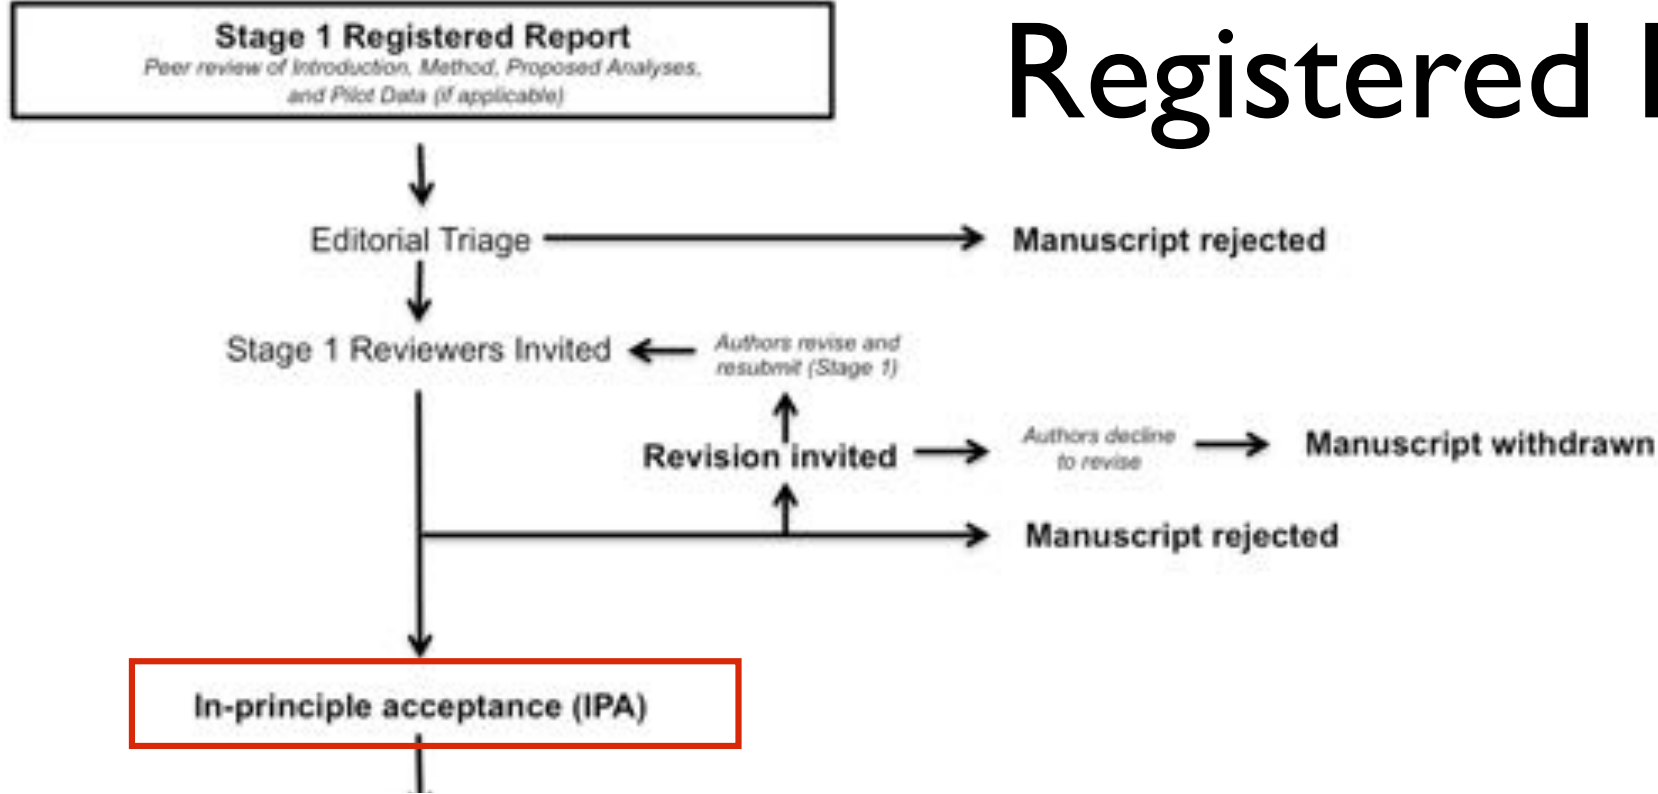 Stage 1 Registered Report
Peer review of Introduction, Method, Proposed Analyses,
and Pilot Data (if applicable)
Registered
Editorial Triage
Manuscript rejected
Stage 1 Reviewers Invited
Authors revise and
resubmit (Stage 1)
Revision invited
Authors decline
to revise
Manuscript withdrawn
Manuscript rejected
In-principle acceptance (IPA)